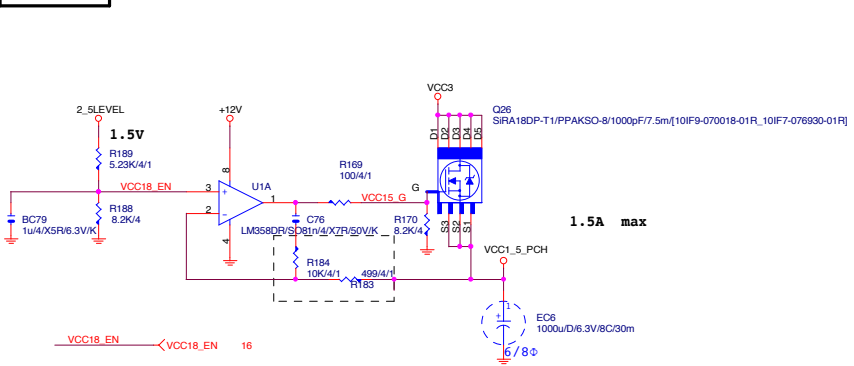 VCC3
Q26
SiRA18DP-T1/PPAKSO-8/1000pF/7.5m/[10IF9-070018-01R_10IF7-076930-01R]
2_5LEVEL
+12V
1.5V
D1
D2
D3
D4
D5
R189
5.23K/4/1
8
U1A
R169
100/4/1
G
VCC18_EN
3
+
1
VCC15_G
2
-
BC79
1u/4/X5R/6.3V/K
R188
8.2K/4
4
C76
LM358DR/SO8
1n/4/X7R/50V/K
R170
8.2K/4
S3
S2
S1
1.5A max
VCC1_5_PCH
R184
10K/4/1
499/4/1
R183
1
+
EC6
1000u/D/6.3V/8C/30m
6/8Φ
VCC18_EN
VCC18_EN
16